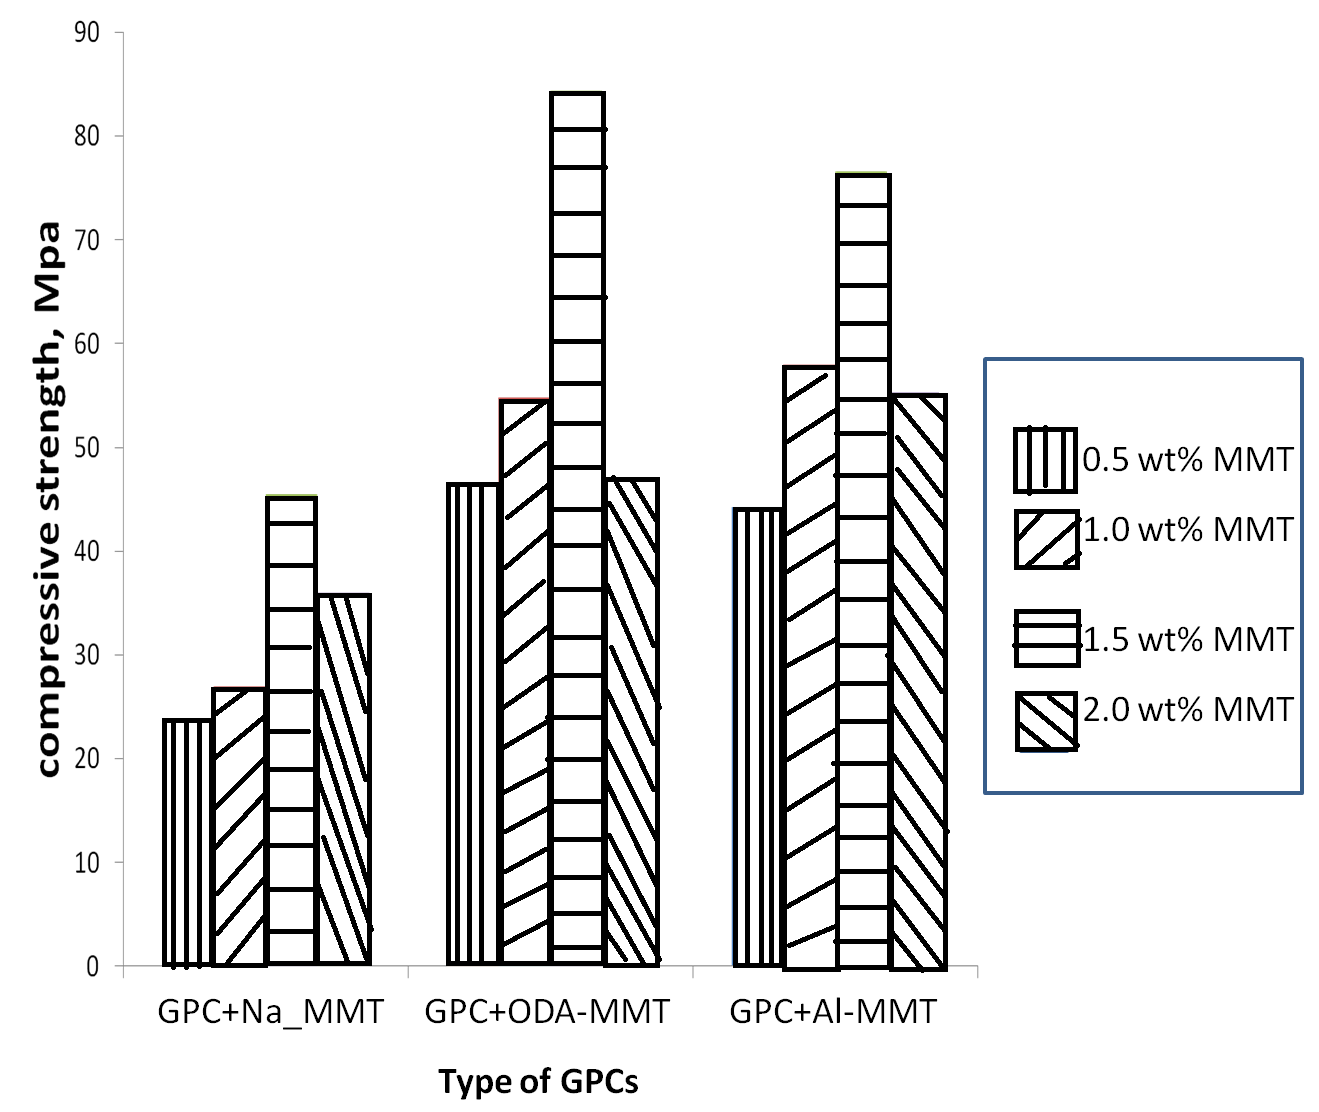 90
80
70
60
50
40
30
20
10
0
compressive strength, Mpa
GPC+Na_MMT
GPC+ODA-MMT
GPC+Al-MMT
Type of GPCs
0.5 wt% MMT
1.0 wt% MMT
1.5 wt% MMT
2.0 wt% MMT